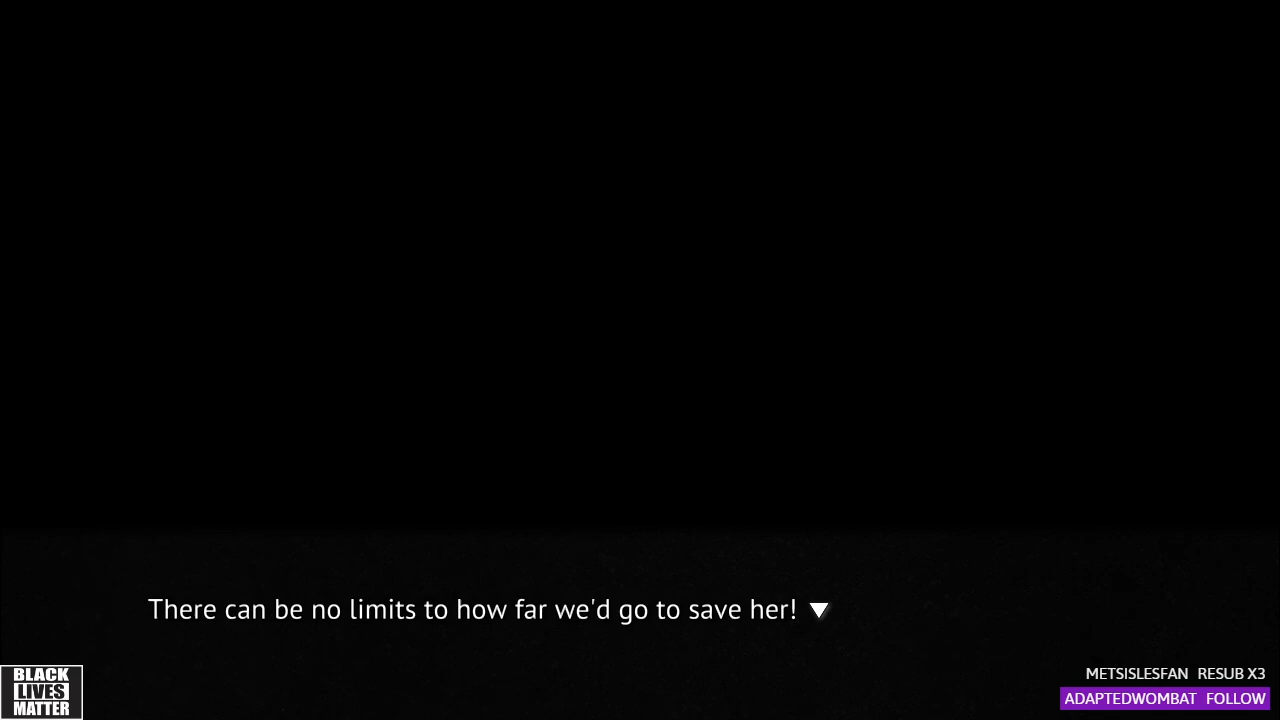 There can be no limits to how far we'd go to save her!
BLACK
LIVES
MATTER
METSISLESFAN RESUB X3
ADAPTEDWOMBAT FOLLOW